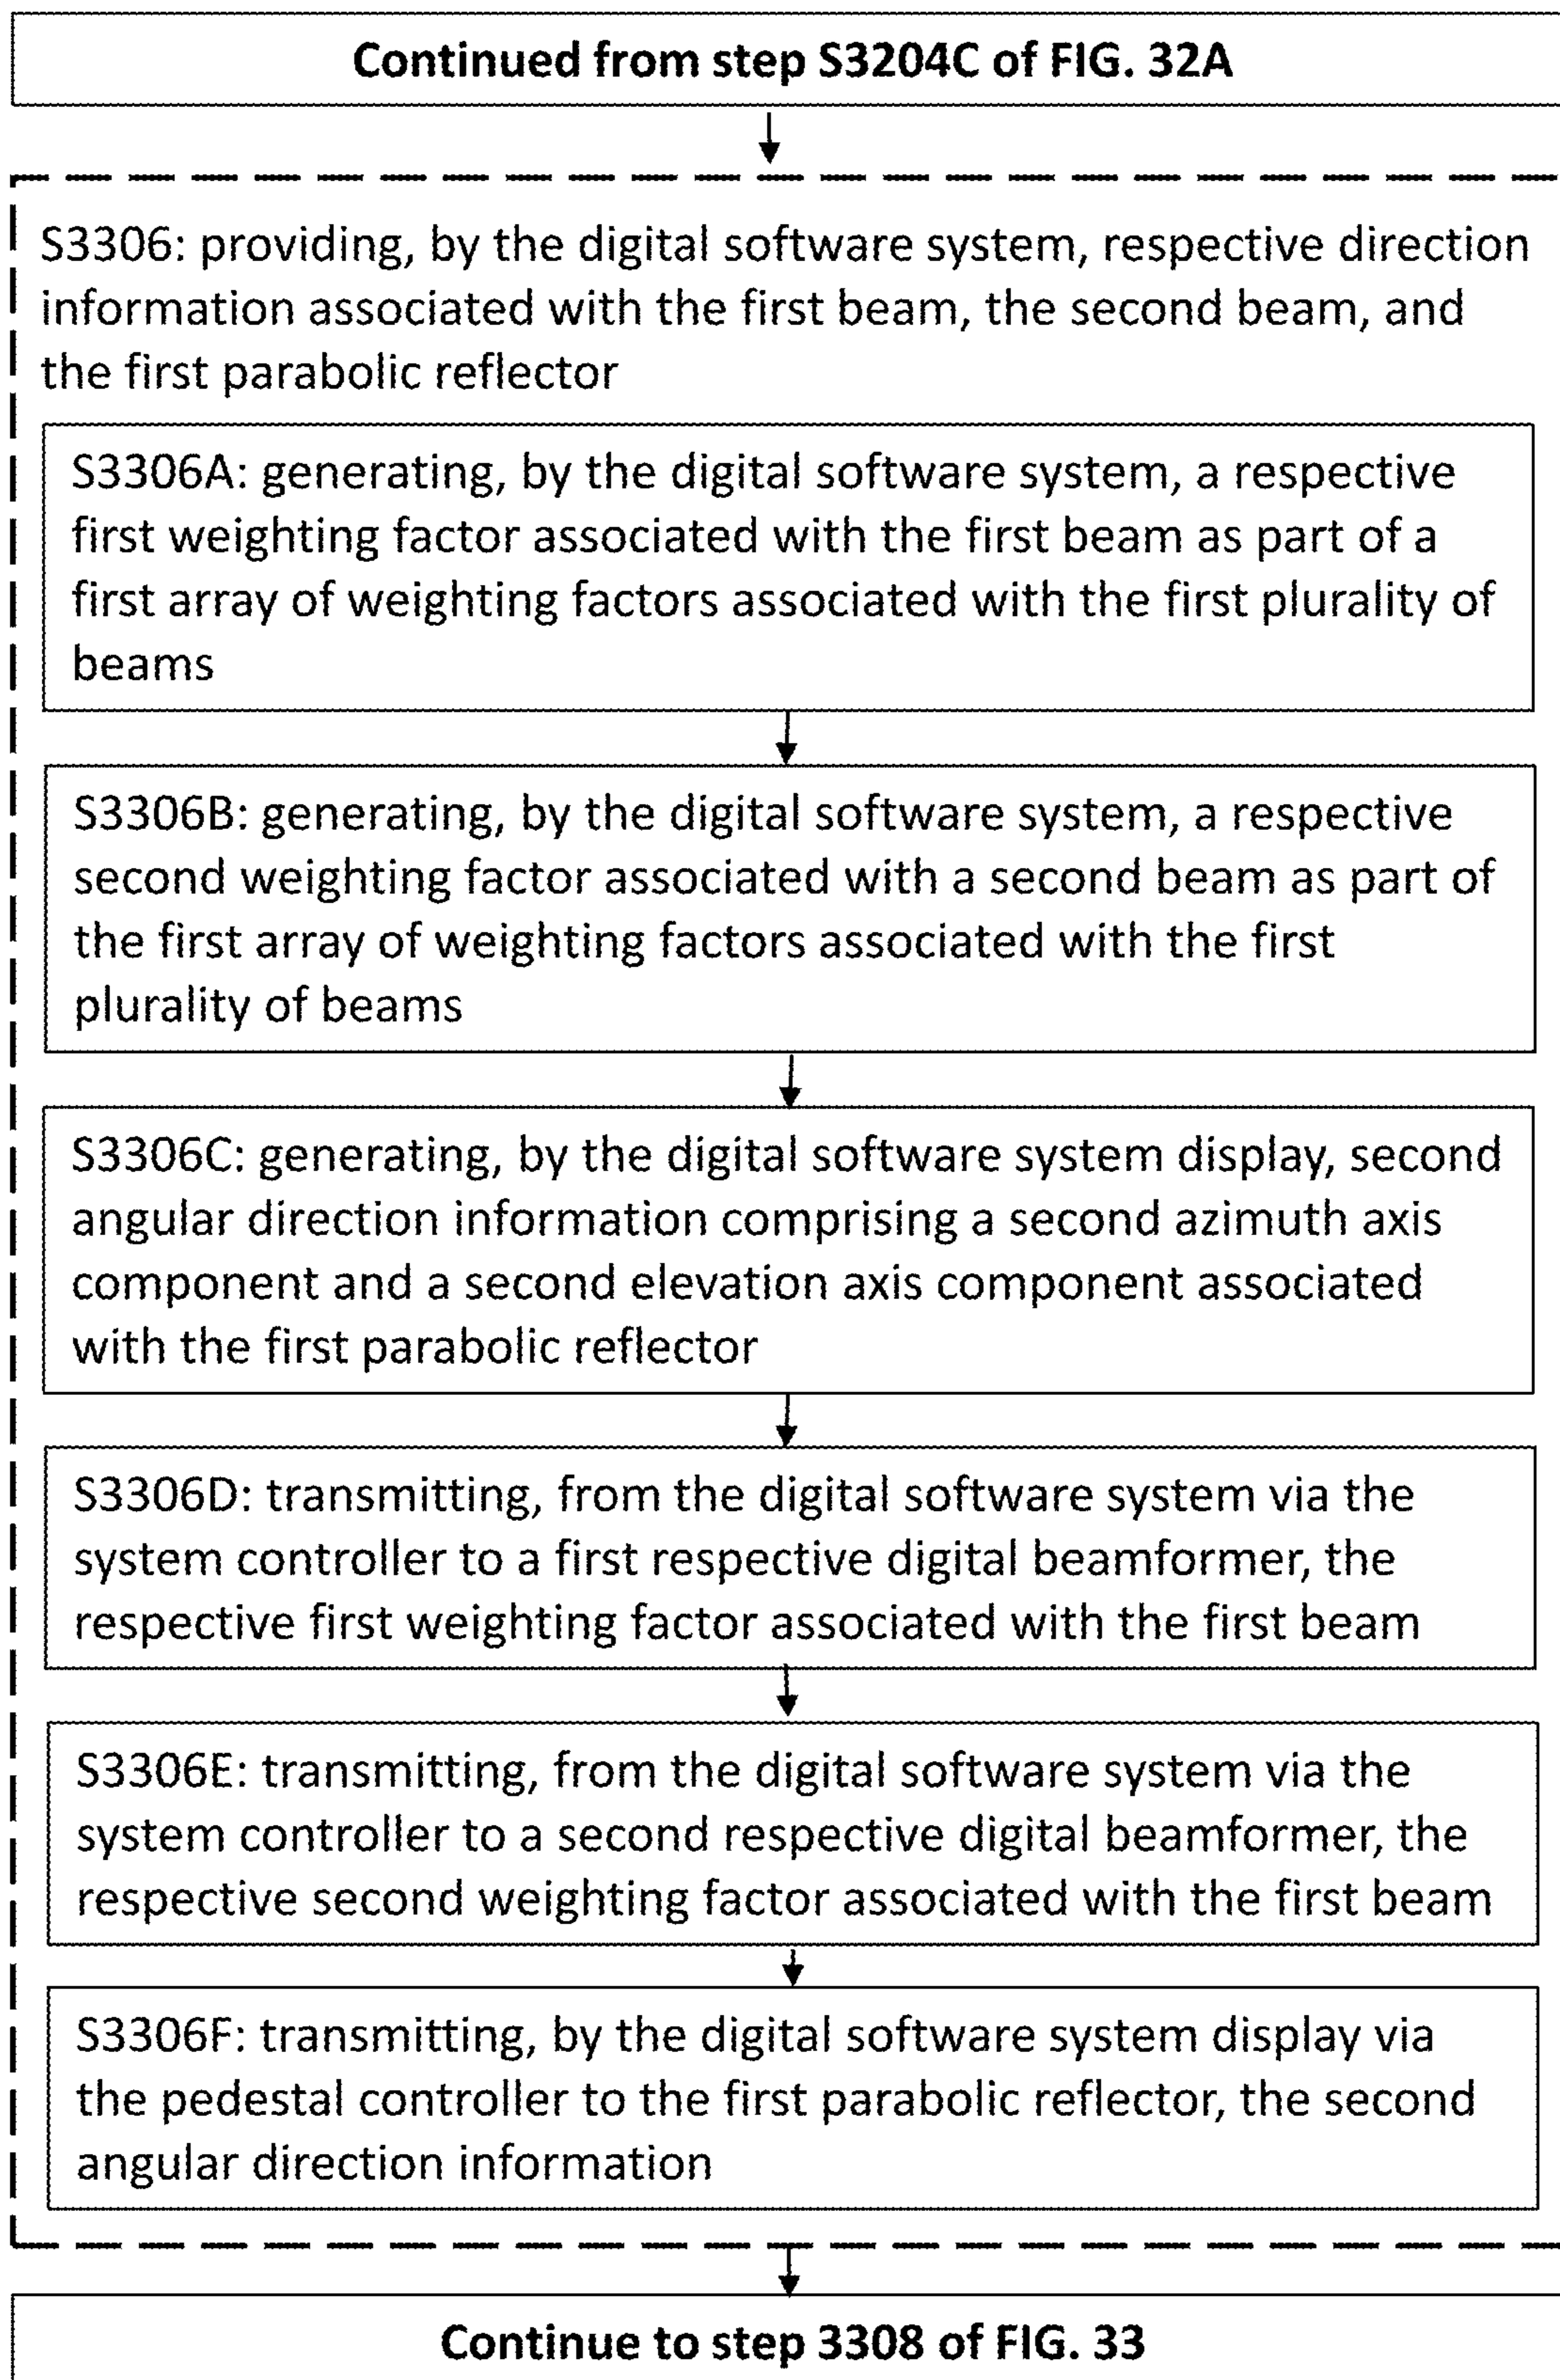 Continued from step S3204C of FIG. 32A
S3306: providing, by the digital software system, respective direction
information associated with the first beam, the second beam, and
the first parabolic reflector
S3306A: generating, by the digital software system, a respective
first weighting factor associated with the first beam as part of a
first array of weighting factors associated with the first plurality of
beams
S3306B: generating, by the digital software system, a respective
second weighting factor associated with a second beam as part of
the first array of weighting factors associated with the first
plurality of beams
S3306C: generating, by the digital software system display, second
angular direction information comprising a second azimuth axis
component and a second elevation axis component associated
with the first parabolic reflector
S3306D: transmitting, from the digital software system via the
system controller to a first respective digital beamformer, the
respective first weighting factor associated with the first beam
S3306E: transmitting, from the digital software system via the
system controller to a second respective digital beamformer, the
respective second weighting factor associated with the first beam
S3306F: transmitting, by the digital software system display via
the pedestal controller to the first parabolic reflector, the second
angular direction information
Continue to step 3308 of FIG. 33